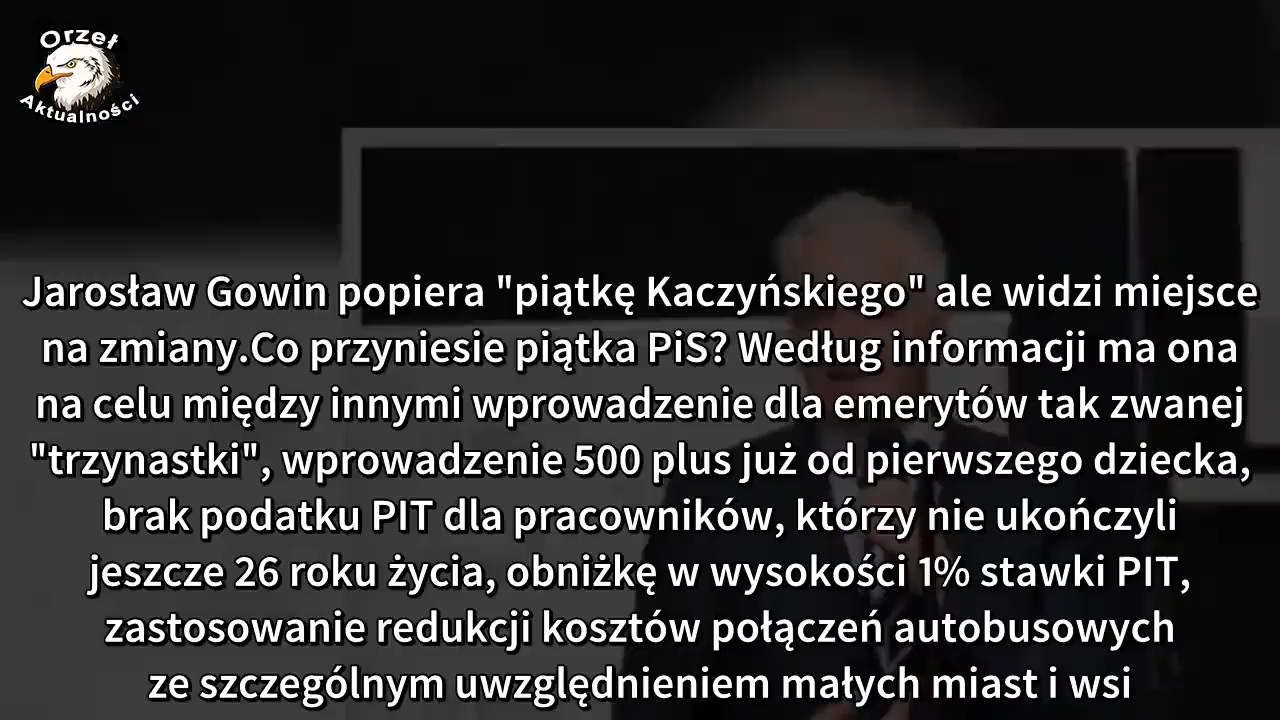 Orzeł
Aktualności
Jarosław Gowin popiera "piątkę Kaczyńskiego" ale widzi miejsce
na zmiany.Co przyniesie piątka PiS? Według informacji ma ona
na celu między innymi wprowadzenie dla emerytów tak zwanej
"trzynastki", wprowadzenie 500 plus już od pierwszego dziecka,
brak podatku PIT dla pracowników, którzy nie ukończyli
jeszcze 26 roku życia, obniżkę w wysokości 1% stawki PIT,
zastosowanie redukcji kosztów połączeń autobusowych
ze szczególnym uwzględnieniem małych miast i wsi